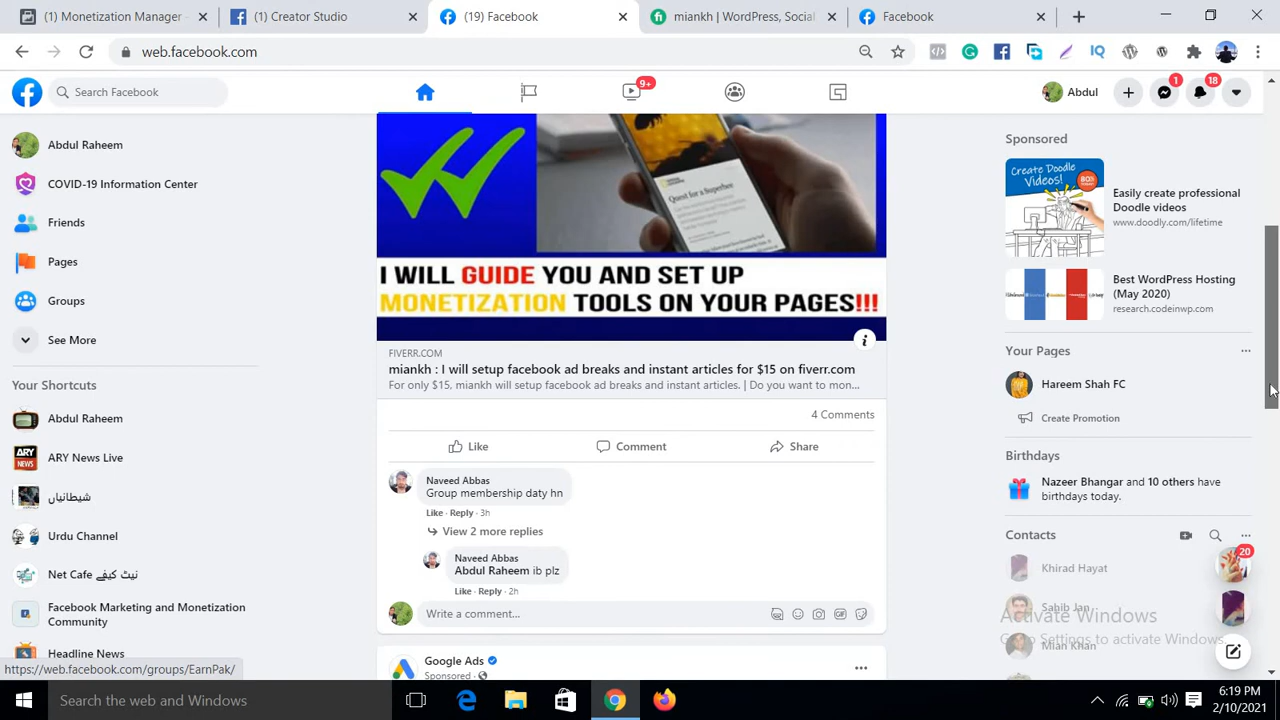 (1) Monetization Manager -
(1) Creator Studio
(19) Facebook
miankh | WordPress, Social
Facebook
web.facebook.com
Search Facebook
9+
Abdul
1
18
Abdul Raheem
COVID-19 Information Center
Friends
Pages
Groups
See More
Your Shortcuts
Abdul Raheem
ARY News Live
شیطانیاں
Urdu Channel
Net Cafe نیٹ کیفے
Facebook Marketing and Monetization
Community
Headline News
https://web.facebook.com/groups/EarnPak/
Quest for a Superbee
I WILL GUIDE YOU AND SET UP
MONETIZATION TOOLS ON YOUR PAGES!!!
FIVERR.COM
miankh : I will setup facebook ad breaks and instant articles for $15 on fiverr.com
For only $15, miankh will setup facebook ad breaks and instant articles. | Do you want to mon...
4 Comments
Like
Comment
Share
Naveed Abbas
Group membership daty hn
Like · Reply · 3h
View 2 more replies
Naveed Abbas
Abdul Raheem ib plz
Like · Reply · 2h
Write a comment...
Google Ads
Sponsored ·
Sponsored
Create Doodle
Videos!
80%
Easily create professional
Doodle videos
www.doodly.com/lifetime
Best WordPress Hosting
(May 2020)
research.codeinwp.com
Your Pages
Hareem Shah FC
Create Promotion
Birthdays
Nazeer Bhangar and 10 others have
birthdays today.
Contacts
20
Khirad Hayat
Sahib Jan
Mian Khan
Activate Windows
Go to Settings to activate Windows.
Search the web and Windows
6:19 PM
2/10/2021